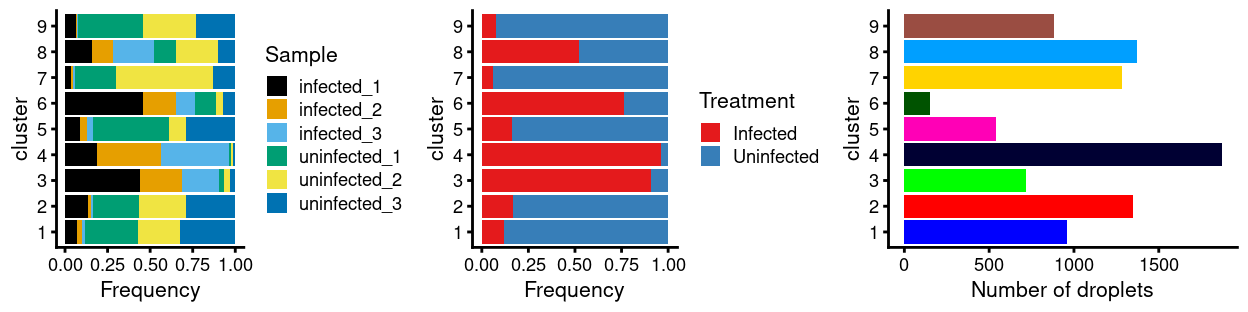 cluster
9
8
7
6
5
4
3
2
1
0.00 0.25 0.50 0.75 1.00
Frequency
Sample
infected_1
infected_2
infected_3
uninfected_1
uninfected_2
uninfected_3
cluster
9
8
7
6
5
4
3
2
1
0.00 0.25 0.50 0.75 1.00
Frequency
Treatment
Infected
Uninfected
cluster
9
8
7
6
5
4
3
2
1
0 500 1000 1500
Number of droplets